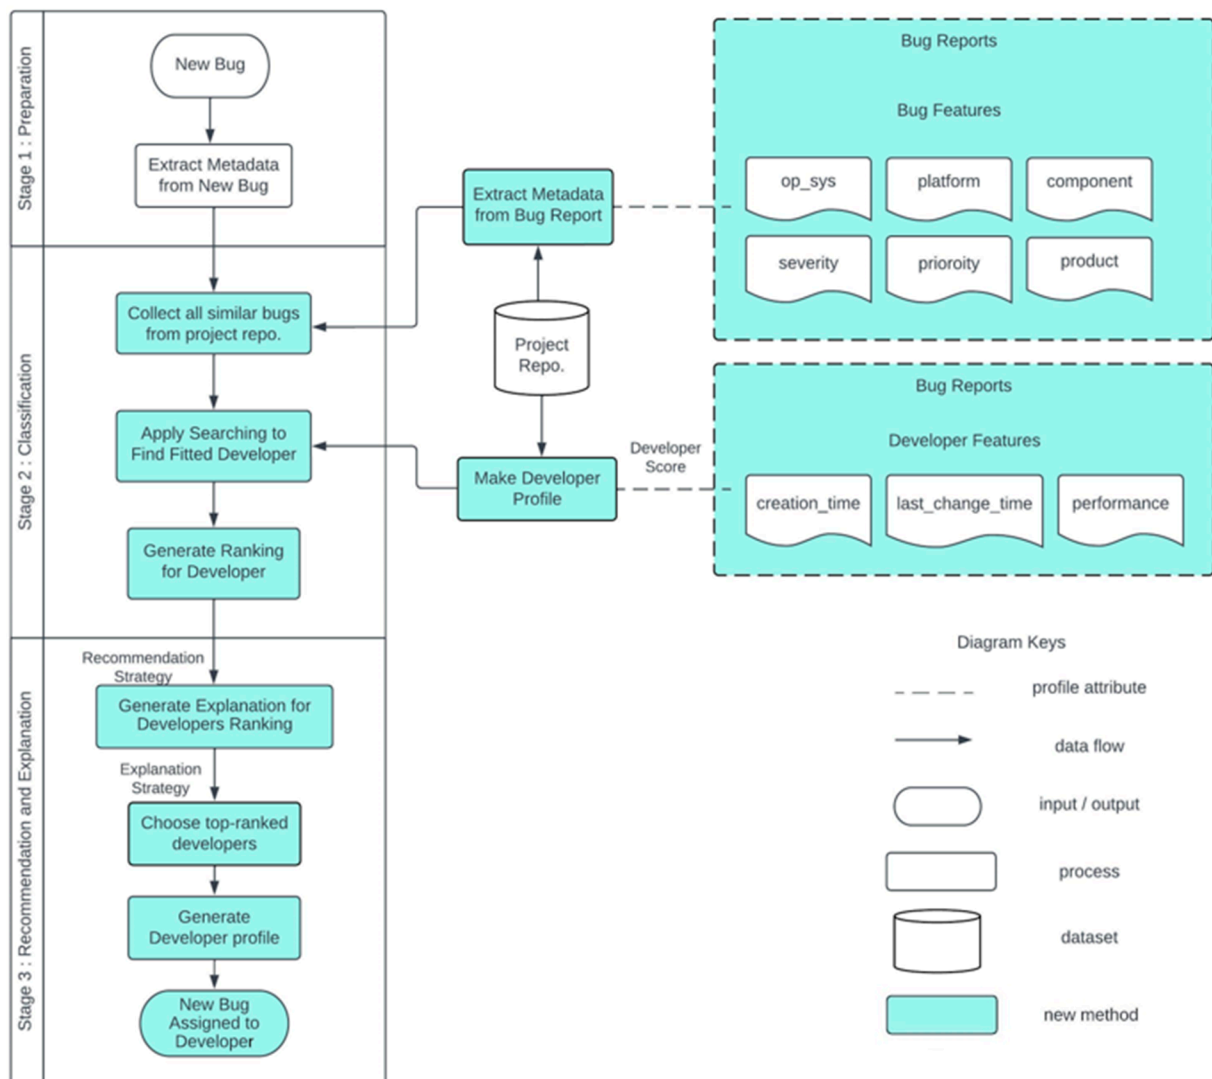 Stage 1 : Preparation
New Bug
Extract Metadata
from New Bug
Stage 2 : Classification
Collect all similar bugs
from project repo.
Apply Searching to
Find Fitted Developer
Generate Ranking
for Developer
Stage 3 : Recommendation and Explanation
Recommendation
Strategy
Generate Explanation for
Developers Ranking
Explanation
Strategy
Choose top-ranked
developers
Generate
Developer profile
New Bug
Assigned to
Developer
Extract Metadata
from Bug Report
Project
Repo.
Make Developer
Profile
Developer
Score
Bug Reports
Bug Features
op_sys
platform
component
severity
prioroity
product
Bug Reports
Developer Features
creation_time
last_change_time
performance
Diagram Keys
profile attribute
data flow
input / output
process
dataset
new method